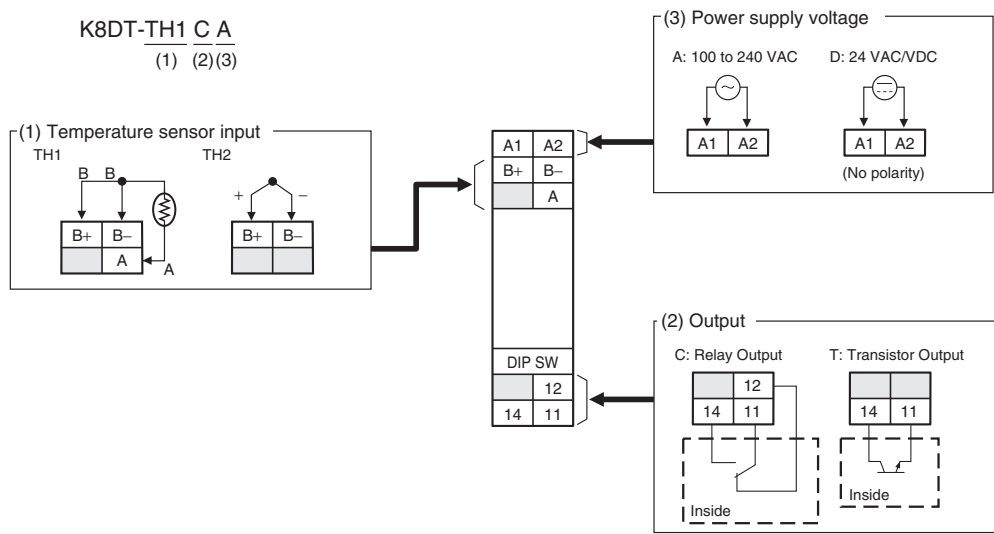 K8DT-TH1 C A
(1) (2)(3)
(1) Temperature sensor input
TH1
TH2
B B
+ −
B+ B−
A
A
B+ B−
A1 A2
B+ B−
A
DIP SW
12
14 11
(3) Power supply voltage
A: 100 to 240 VAC
D: 24 VAC/VDC
A1 A2
A1 A2
(No polarity)
(2) Output
C: Relay Output
T: Transistor Output
12
14 11
14 11
Inside
Inside